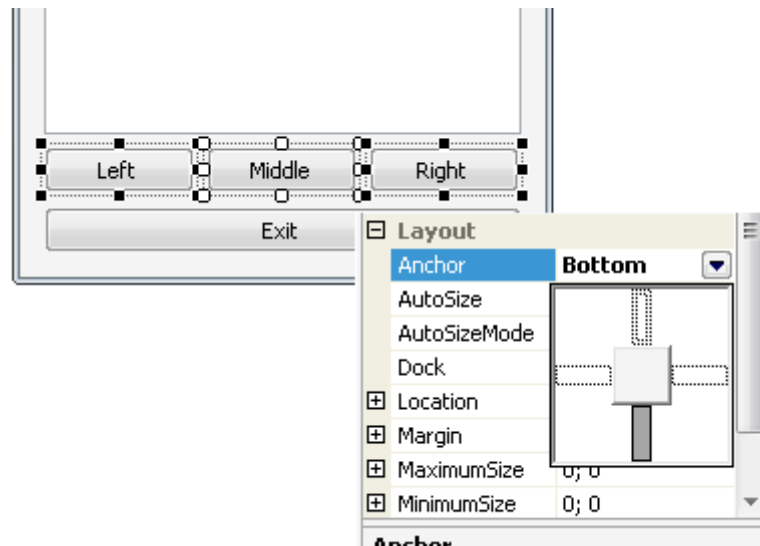 Left Middle Right
Exit
Layout
Anchor Bottom
AutoSize
AutoSizeMode
Dock
Location
Margin
MaximumSize 0; 0
MinimumSize 0; 0
Anchor